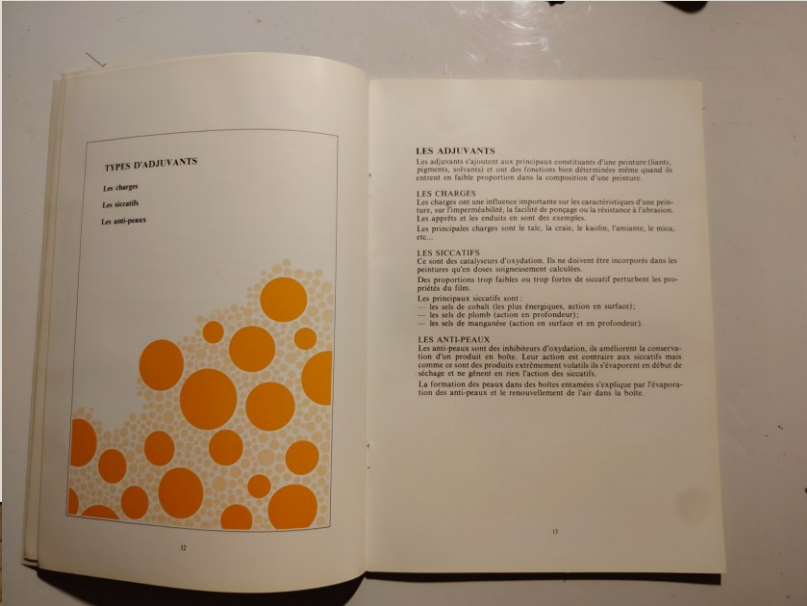 TYPES D'ADJUVANTS
Les charges
Les siccatifs
Les anti-peaux
12
LES ADJUVANTS
Les adjuvants s'ajoutent aux principaux constituants d'une peinture (liants,
pigments, solvants) et ont des fonctions bien déterminées même quand ils
entrent en faible proportion dans la composition d'une peinture.
LES CHARGES
Les charges ont une influence importante sur les caractéristiques d'une pein-
ture, sur l'imperméabilité, la facilité de ponçage ou la résistance à l'abrasion.
Les apprêts et les enduits en sont des exemples.
Les principales charges sont le talc, la craie, le kaolin, l'amiante, le mica,
etc...
LES SICCATIFS
Ce sont des catalyseurs d'oxydation. Ils ne doivent être incorporés dans les
peintures qu'en doses soigneusement calculées.
Des proportions trop faibles ou trop fortes de siccatif perturbent les pro-
priétés du film.
Les principaux siccatifs sont :
— les sels de cobalt (les plus énergiques, action en surface);
— les sels de plomb (action en profondeur);
— les sels de manganèse (action en surface et en profondeur).
LES ANTI-PEAUX
Les anti-peaux sont des inhibiteurs d'oxydation, ils améliorent la conserva-
tion d'un produit en boîte. Leur action est contraire aux siccatifs mais
comme ce sont des produits extrêmement volatils ils s'évaporent en début de
séchage et ne gênent en rien l'action des siccatifs.
La formation des peaux dans des boîtes entamées s'explique par l'évapora-
tion des anti-peaux et le renouvellement de l'air dans la boîte.
13